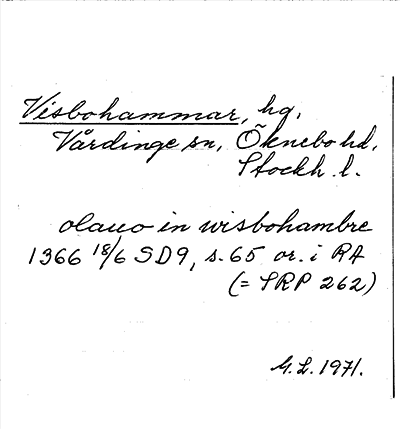 Visbohammar, hg,
Vårdinge sn, Öknebo hd,
Stockh. l.
olauo in wisbohambre
1366 18/6 SD9, s. 65 or. i RA
(= SRP 262)
G.L. 1971.